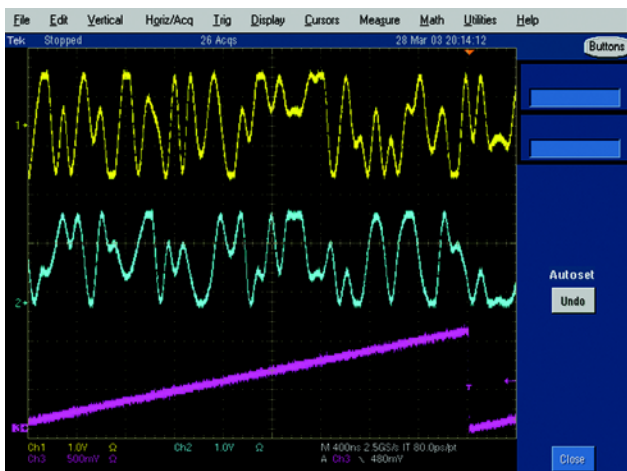 File Edit Vertical Horiz/Acq Trig Display Cursors Measure Math Utilities Help
Tek Stopped 26 Acqs 28 Mar 03 20:14:12
Buttons
1
2
Autoset
Undo
T
3
Ch1 1.0V Ω Ch2 1.0V Ω M 400ns 2.5GS/s IT 80.0ps/pt
Ch3 500mV Ω A Ch3 \ 480mV
Close